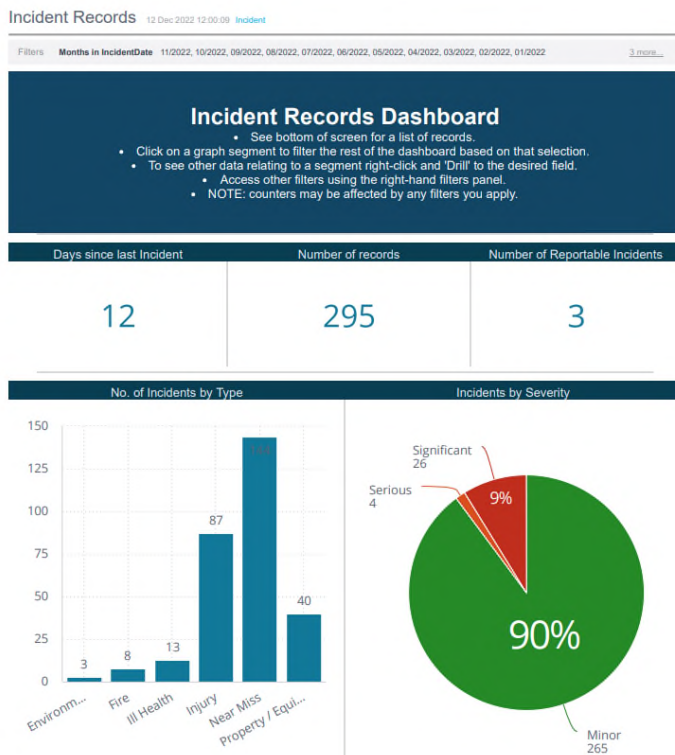 Incident Records 12 Dec 2022 12:00:09 Incident
Filters Months in IncidentDate 11/2022, 10/2022, 09/2022, 08/2022, 07/2022, 06/2022, 05/2022, 04/2022, 03/2022, 02/2022, 01/2022 3 more...
Incident Records Dashboard
• See bottom of screen for a list of records.
• Click on a graph segment to filter the rest of the dashboard based on that selection.
• To see other data relating to a segment right-click and 'Drill' to the desired field.
• Access other filters using the right-hand filters panel.
• NOTE: counters may be affected by any filters you apply.
Days since last Incident Number of records Number of Reportable Incidents
12 295 3
No. of Incidents by Type
150
125
100
75
50
25
0
3 8 13 87 40
Environm... Fire Ill Health Injury Near Miss Property / Equi...
Incidents by Severity
Significant
26
Serious
4
9%
90%
Minor
265